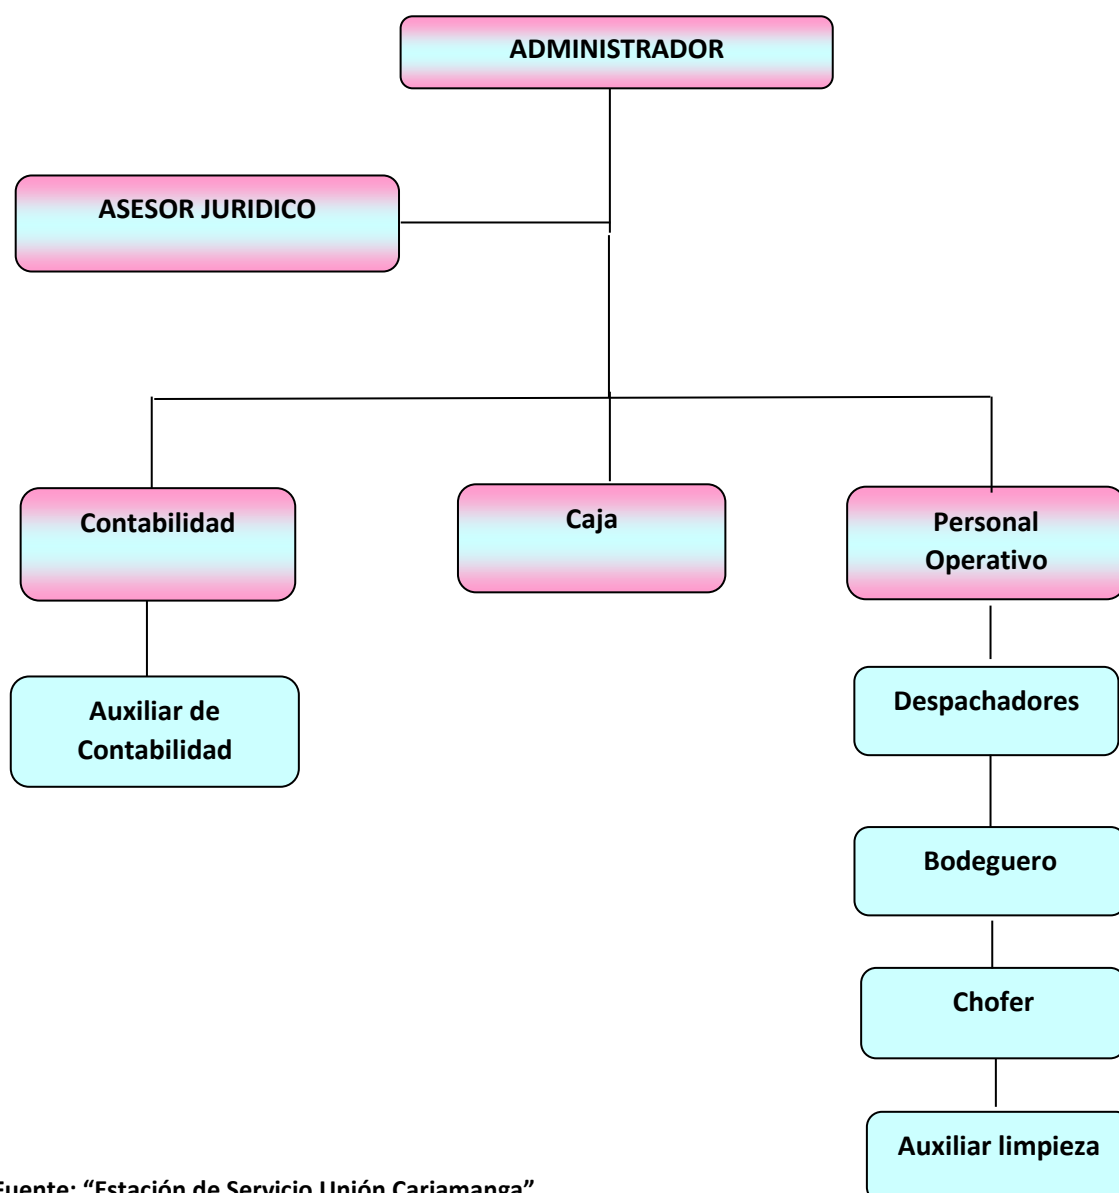 ADMINISTRADOR
ASESOR JURIDICO
Contabilidad
Caja
Personal
Operativo
Auxiliar de
Contabilidad
Despachadores
Bodeguero
Chofer
Auxiliar limpieza
Fuente: “Estación de Servicio Unión Cariamanga”